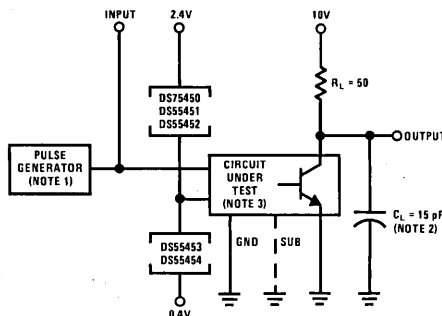 INPUT
2.4V
10V
R_L = 50
DS75450
DS55451
DS55452
OUTPUT
PULSE
GENERATOR
(NOTE 1)
CIRCUIT
UNDER
TEST
(NOTE 3)
C_L = 15 pF
(NOTE 2)
GND
SUB
DS55453
DS55454
0.4V